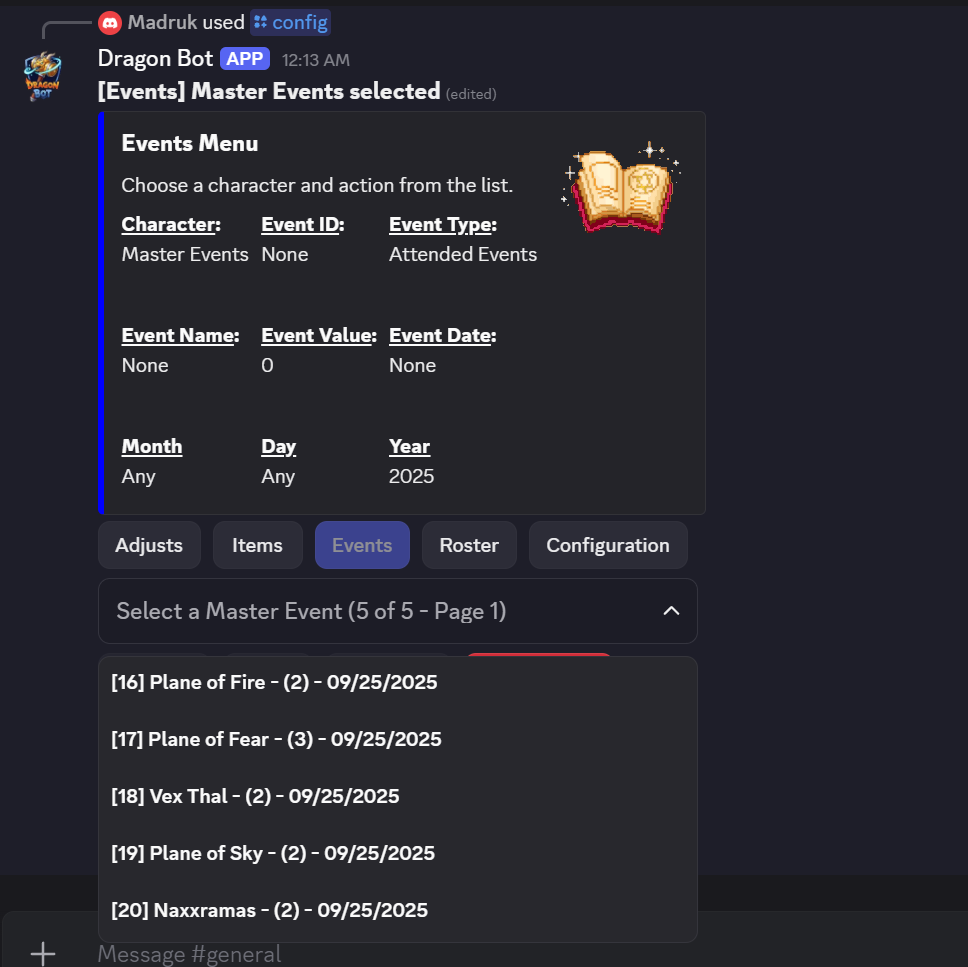 Madruk used config
Dragon Bot APP 12:13 AM
DRAGON BOT
[Events] Master Events selected (edited)
Events Menu
Choose a character and action from the list.
Character: Event ID: Event Type:
Master Events None Attended Events
Event Name: Event Value: Event Date:
None 0 None
Month Day Year
Any Any 2025
Adjusts Items Events Roster Configuration
Select a Master Event (5 of 5 - Page 1)
[16] Plane of Fire - (2) - 09/25/2025
[17] Plane of Fear - (3) - 09/25/2025
[18] Vex Thal - (2) - 09/25/2025
[19] Plane of Sky - (2) - 09/25/2025
[20] Naxxramas - (2) - 09/25/2025
Message #general